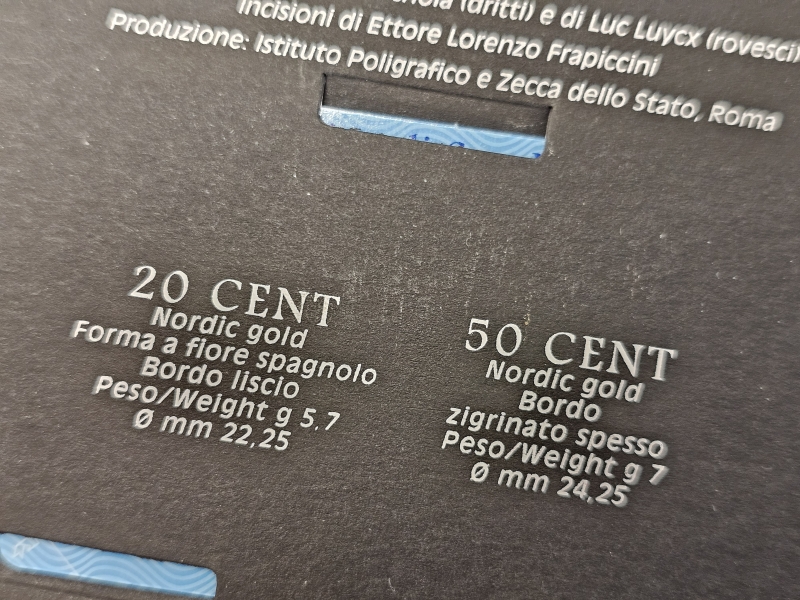 (dritti) e di Luc Luycx (rovesci)
Incisioni di Ettore Lorenzo Frapiccini
Produzione: Istituto Poligrafico e Zecca dello Stato, Roma
20 CENT
Nordic gold
Forma a fiore spagnolo
Bordo liscio
Peso/Weight g 5,7
Ø mm 22,25
50 CENT
Nordic gold
Bordo
zigrinato spesso
Peso/Weight g 7
Ø mm 24,25